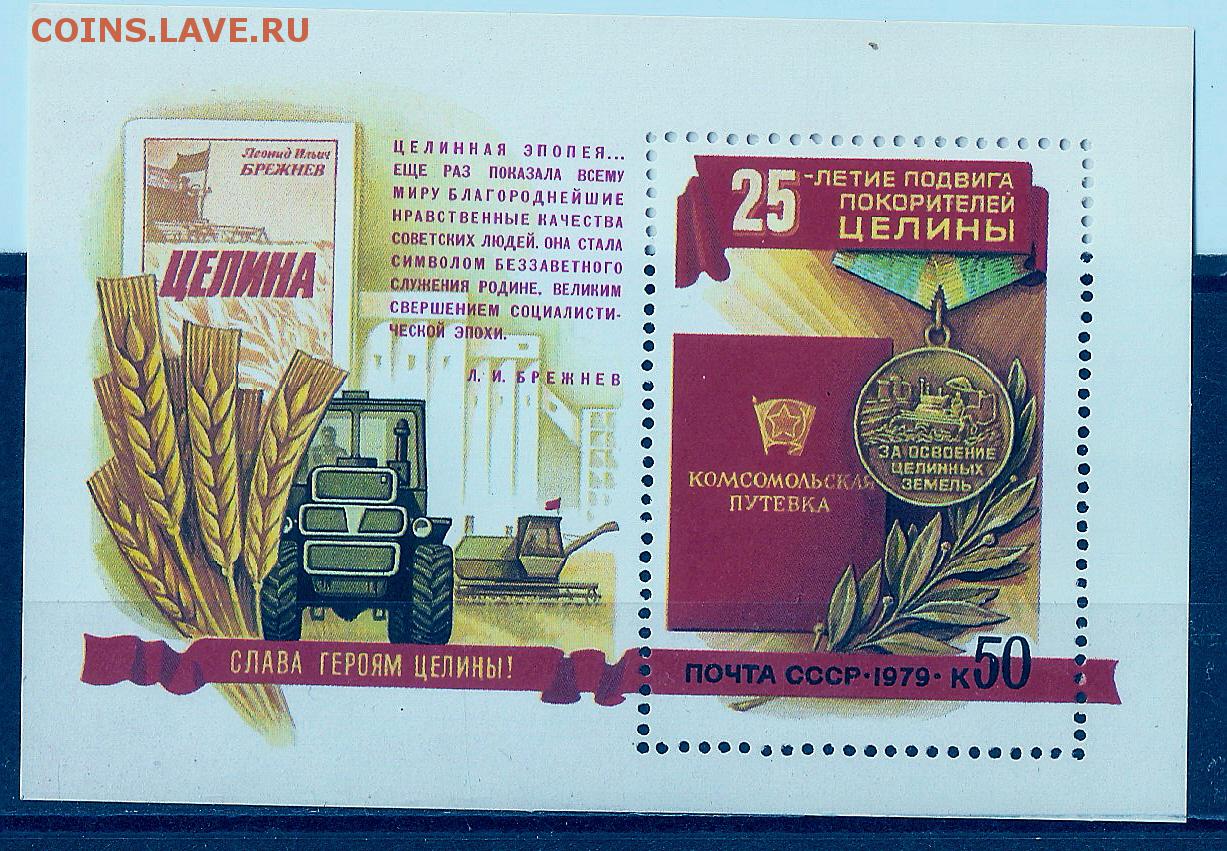 COINS.LAVE.RU
Леонид Ильич
БРЕЖНЕВ
ЦЕЛИНА
ЦЕЛИННАЯ ЭПОПЕЯ...
ЕЩЕ РАЗ ПОКАЗАЛА ВСЕМУ
МИРУ БЛАГОРОДНЕЙШИЕ
НРАВСТВЕННЫЕ КАЧЕСТВА
СОВЕТСКИХ ЛЮДЕЙ. ОНА СТАЛА
СИМВОЛОМ БЕЗЗАВЕТНОГО
СЛУЖЕНИЯ РОДИНЕ, ВЕЛИКИМ
СВЕРШЕНИЕМ СОЦИАЛИСТИ-
ЧЕСКОЙ ЭПОХИ.
Л. И. БРЕЖНЕВ
СЛАВА ГЕРОЯМ ЦЕЛИНЫ!
25-ЛЕТИЕ ПОДВИГА
ПОКОРИТЕЛЕЙ
ЦЕЛИНЫ
КОМСОМОЛЬСКАЯ
ПУТЕВКА
ЗА ОСВОЕНИЕ
ЦЕЛИННЫХ
ЗЕМЕЛЬ
ПОЧТА СССР·1979· К50